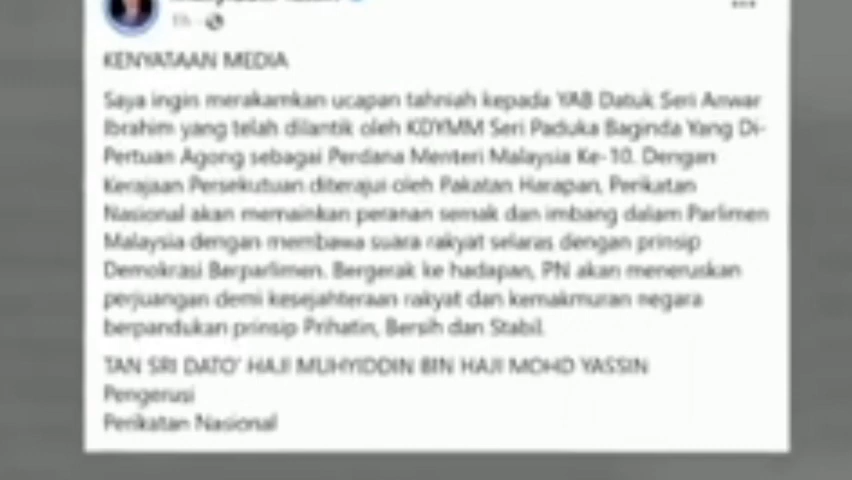 1h
KENYATAAN MEDIA
Saya ingin merakamkan ucapan tahniah kepada YAB Datuk Seri Anwar
Ibrahim yang telah dilantik oleh KDYMM Seri Paduka Baginda Yang Di-
Pertuan Agong sebagai Perdana Menteri Malaysia Ke-10. Dengan
Kerajaan Persekutuan diterajui oleh Pakatan Harapan, Perikatan
Nasional akan memainkan peranan semak dan imbang dalam Parlimen
Malaysia dengan membawa suara rakyat selaras dengan prinsip
Demokrasi Berparlimen. Bergerak ke hadapan, PN akan meneruskan
perjuangan demi kesejahteraan rakyat dan kemakmuran negara
berpandukan prinsip Prihatin, Bersih dan Stabil.
TAN SRI DATO' HAJI MUHYIDDIN BIN HAJI MOHD YASSIN
Pengerusi
Perikatan Nasional